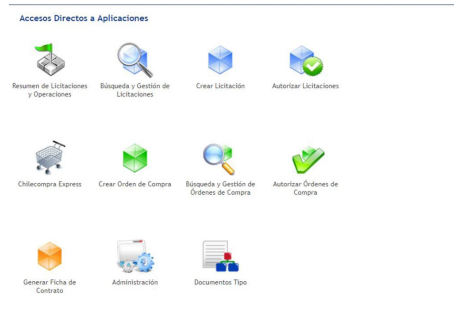 Accesos Directos a Aplicaciones
Resumen de Licitaciones
y Operaciones
Búsqueda y Gestión de
Licitaciones
Crear Licitación
Autorizar Licitaciones
Chilecompra Express
Crear Orden de Compra
Búsqueda y Gestión de
Órdenes de Compra
Autorizar Órdenes de
Compra
Generar Ficha de
Contrato
Administración
Documentos Tipo